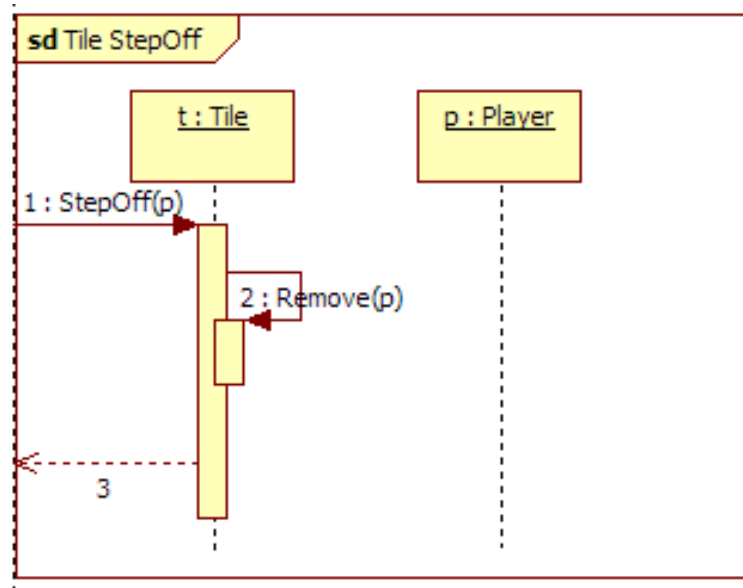 sd Tile StepOff
t : Tile
p : Player
1 : StepOff(p)
2 : Remove(p)
3